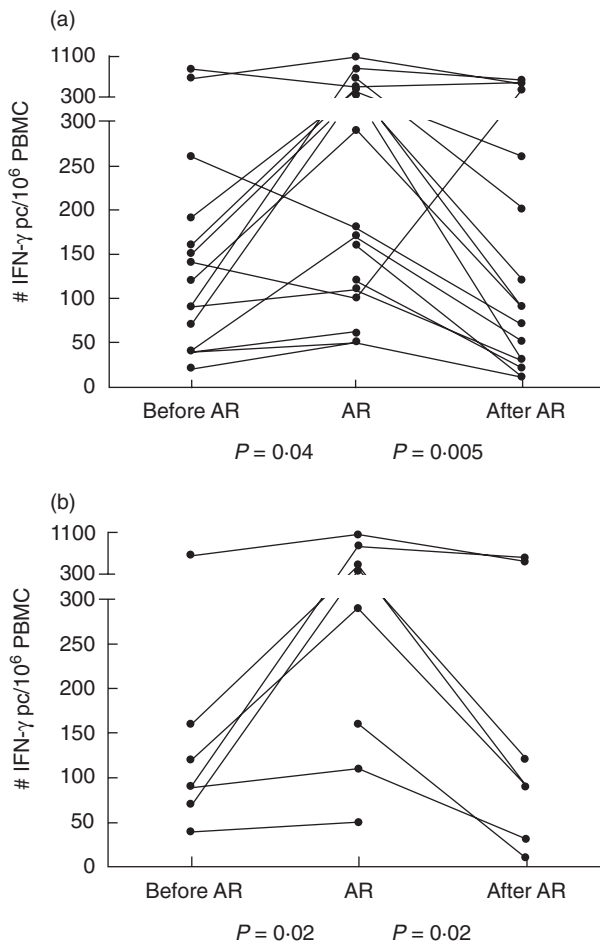 (a)
1100
300
300
250
200
150
100
50
0
# IFN-γ pc/10⁶ PBMC
Before AR AR After AR
P = 0·04 P = 0·005
(b)
1100
300
300
250
200
150
100
50
0
# IFN-γ pc/10⁶ PBMC
Before AR AR After AR
P = 0·02 P = 0·02